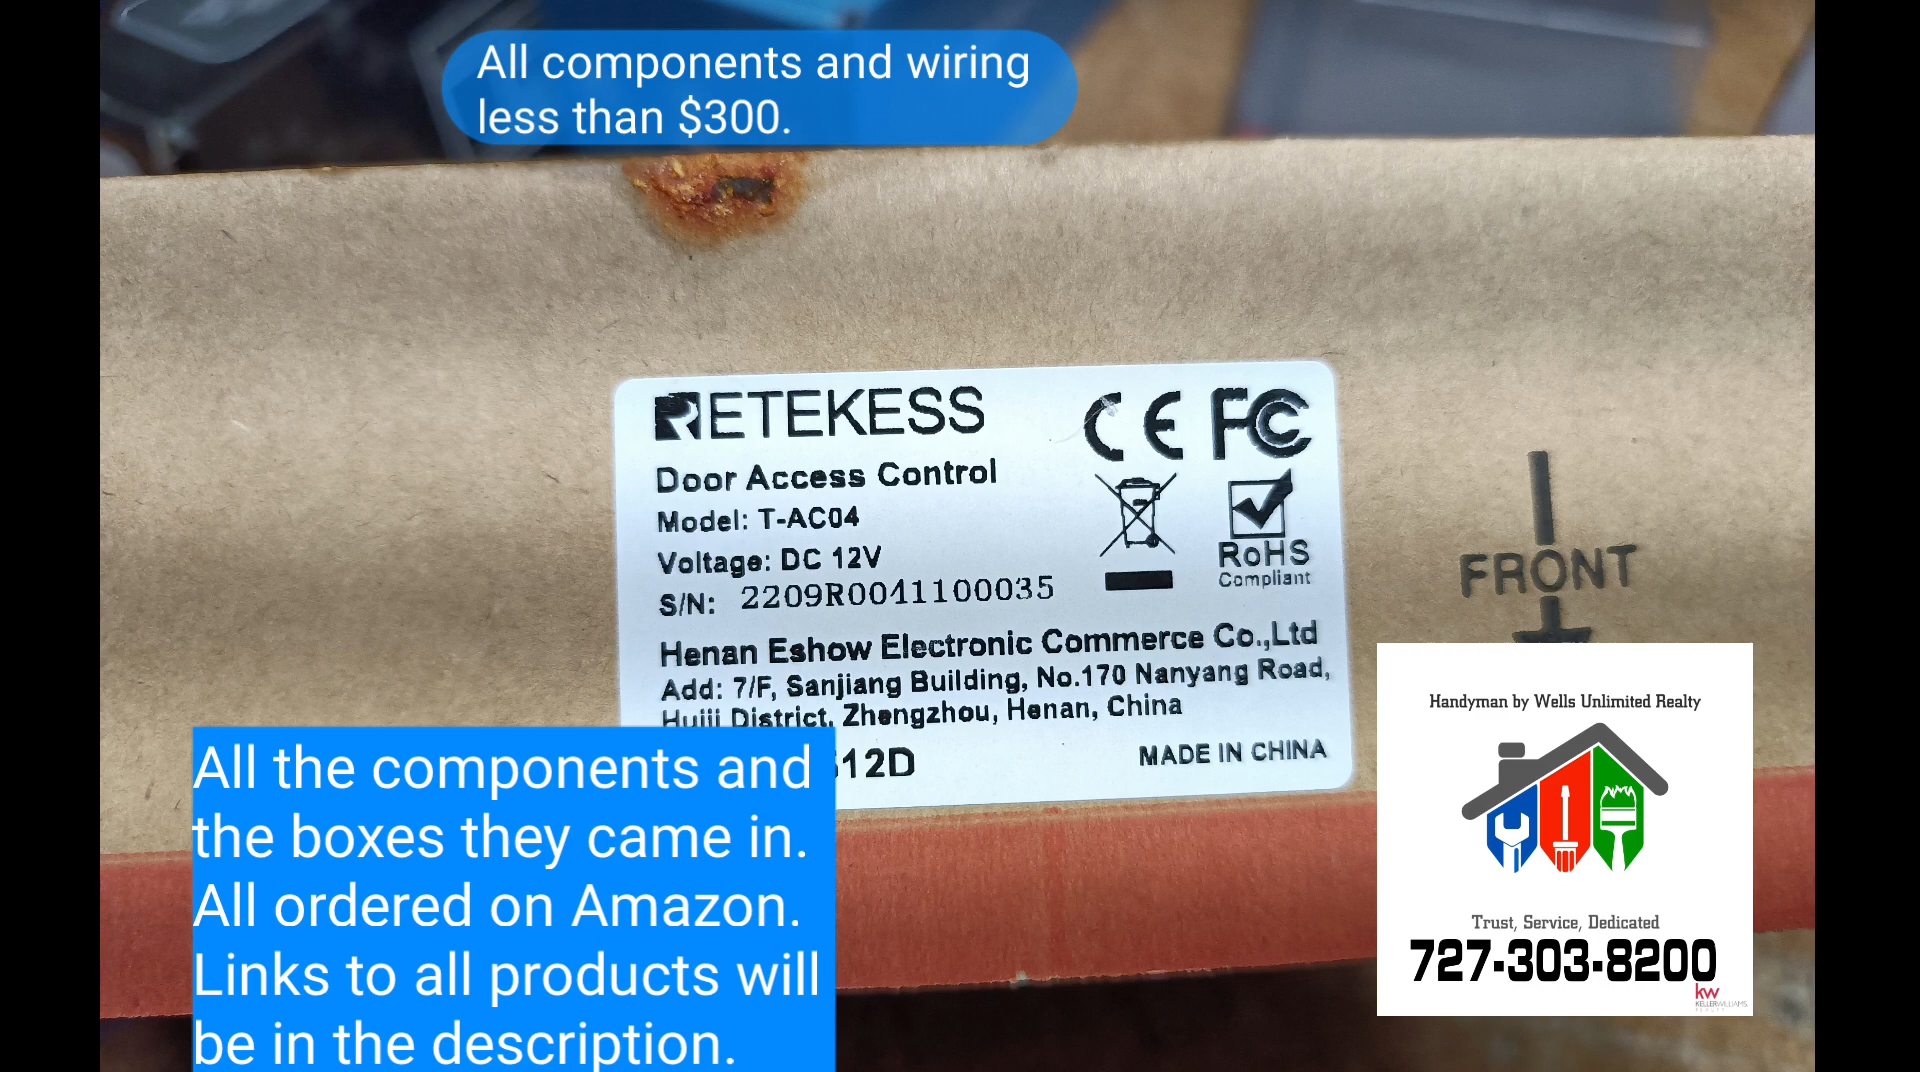 All components and wiring
less than $300.
RETEKESS
CE FC
Door Access Control
Model: T-AC04
Voltage: DC 12V
S/N: 2209R0041100035
RoHS
Compliant
Henan Eshow Electronic Commerce Co.,Ltd
Add: 7/F, Sanjiang Building, No.170 Nanyang Road,
District, Zhengzhou, Henan, China
12D
MADE IN CHINA
FRONT
All the components and
the boxes they came in.
All ordered on Amazon.
Links to all products will
be in the description.
Handyman by Wells Unlimited Realty
Trust, Service, Dedicated
727-303-8200
kw
KELLERWILLIAMS.
REALTY